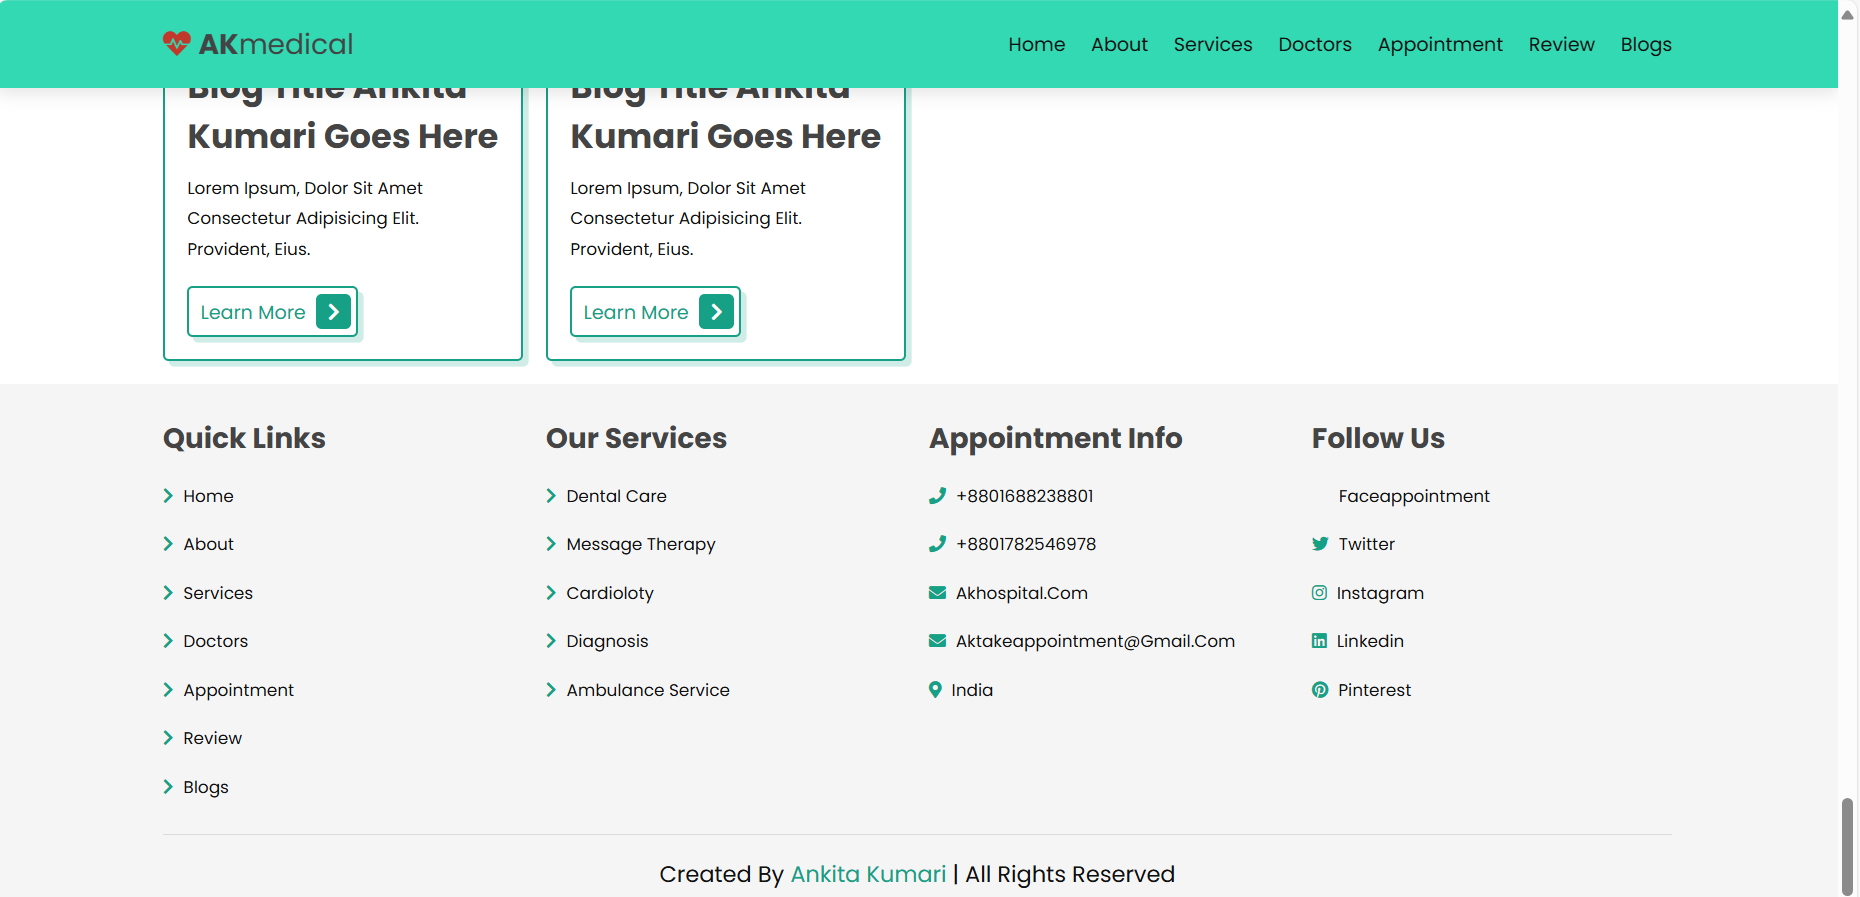 AKmedical
Home About Services Doctors Appointment Review Blogs
Blog Title Ankita
Kumari Goes Here
Lorem Ipsum, Dolor Sit Amet
Consectetur Adipisicing Elit.
Provident, Eius.
Learn More
Blog Title Ankita
Kumari Goes Here
Lorem Ipsum, Dolor Sit Amet
Consectetur Adipisicing Elit.
Provident, Eius.
Learn More
Quick Links
Home
About
Services
Doctors
Appointment
Review
Blogs
Our Services
Dental Care
Message Therapy
Cardioloty
Diagnosis
Ambulance Service
Appointment Info
+8801688238801
+8801782546978
Akhospital.Com
Aktakeappointment@Gmail.Com
India
Follow Us
Faceappointment
Twitter
Instagram
Linkedin
Pinterest
Created By Ankita Kumari | All Rights Reserved